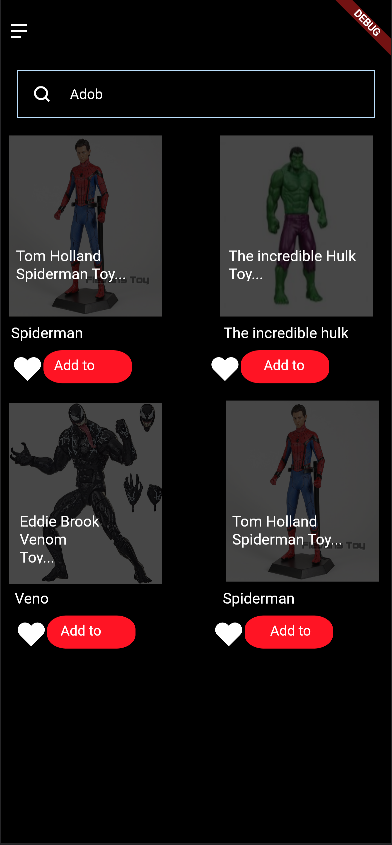 DEBUG
Adob
Tom Holland
Spiderman Toy...
The incredible Hulk
Toy...
Spiderman
The incredible hulk
Add to
Add to
Eddie Brook
Venom
Toy...
Tom Holland
Spiderman Toy...
Veno
Spiderman
Add to
Add to